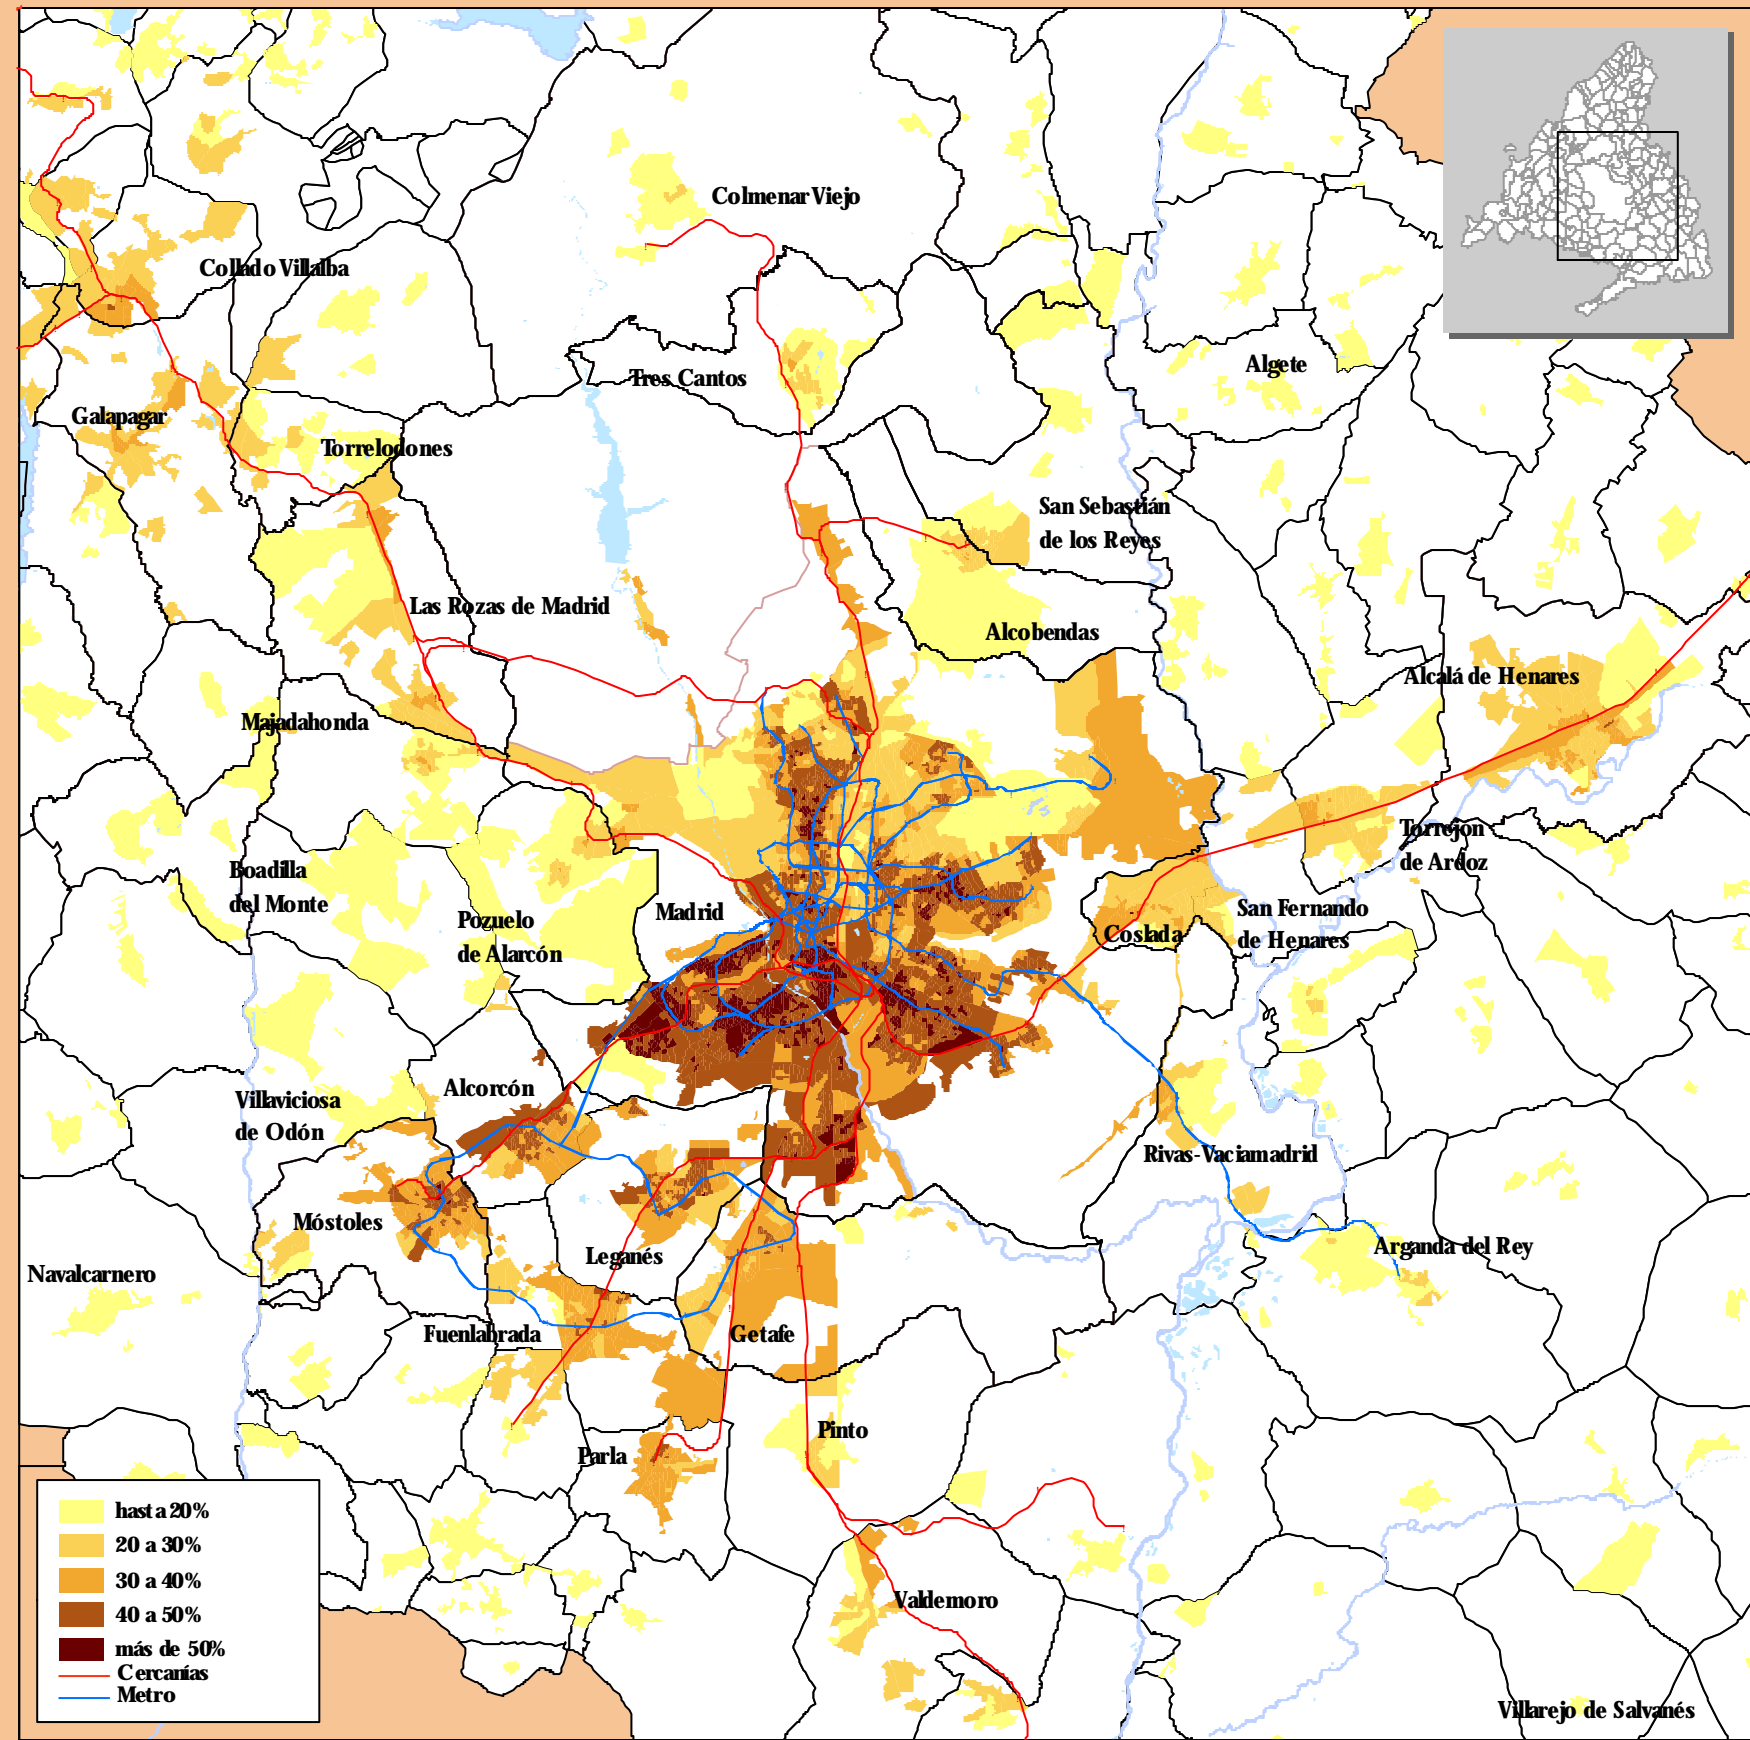 Colmenar Viejo
Collado Villalba
Tres Cantos
Algete
Galapagar
Torrelodones
San Sebastián
de los Reyes
Las Rozas de Madrid
Alcobendas
Alcalá de Henares
Majadahonda
Torrejón
de Ardoz
Boadilla
del Monte
Pozuelo
de Alarcón
Madrid
San Fernando
de Henares
Coslada
Alcorcón
Villaviciosa
de Odón
Rivas-Vaciamadrid
Móstoles
Leganés
Arganda del Rey
Navalcarnero
Fuenlabrada
Getafe
Pinto
Parla
Valdemoro
Villarejo de Salvanés
hasta 20%
20 a 30%
30 a 40%
40 a 50%
más de 50%
Cercanías
Metro